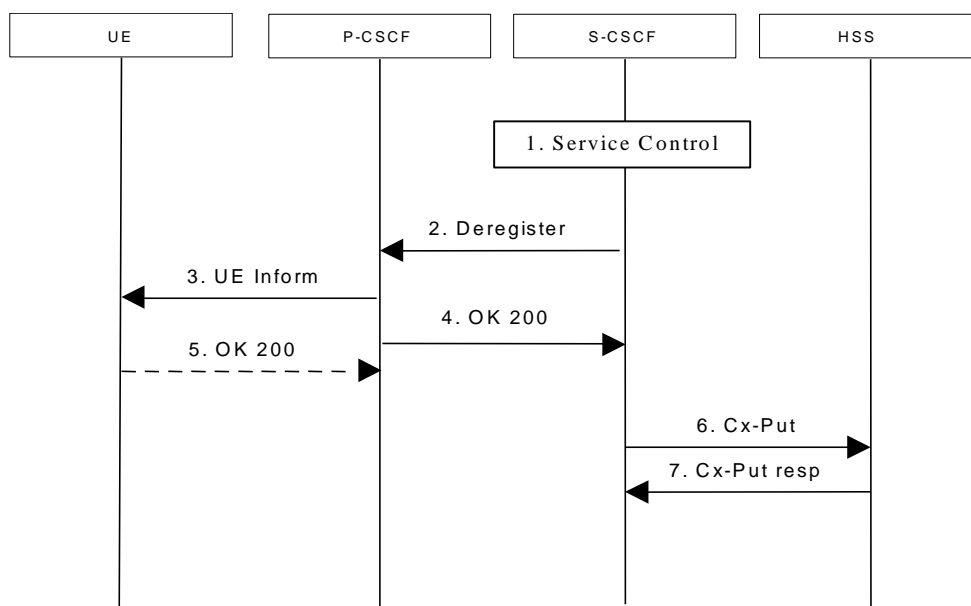 UE
P-CSCF
S-CSCF
HSS
1. Service Control
2. Deregister
3. UE Inform
4. OK 200
5. OK 200
6. Cx-Put
7. Cx-Put resp